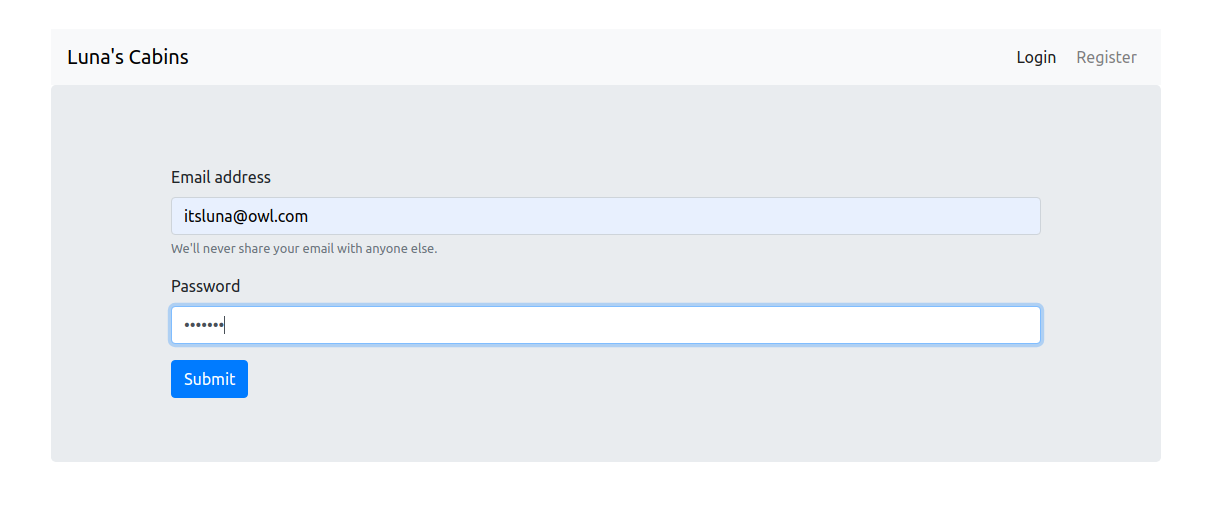 Luna's Cabins Login Register
Email address
itsluna@owl.com
We'll never share your email with anyone else.
Password
•••••••
Submit